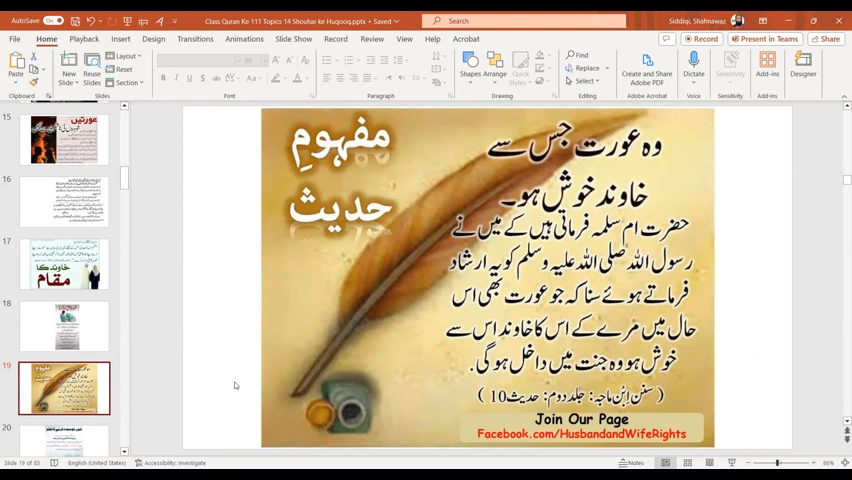 AutoSave
On
Class Quran Ke 111 Topics 14 Shouhar ke Huqooq.pptx • Saved
Search
Siddiqi, Shahnawaz
File
Home
Insert
Draw
Design
Transitions
Animations
Slide Show
Record
Review
View
Help
Acrobat
Record
Present in Teams
Share
Paste
New
Slide
Reuse
Slides
Layout
Reset
Section
Shapes
Arrange
Quick
Styles
Find
Replace
Select
Create and Share
Adobe PDF
Dictate
Sensitivity
Add-ins
Designer
Clipboard
Slides
Font
Paragraph
Drawing
Editing
Adobe Acrobat
Voice
Sensitivity
Add-ins
15
عورتیں
16
17
خاوند کا
مقام
18
19
20
مفہومِ
حدیث
وہ عورت جس سے
خاوند خوش ہو۔
حضرت ام سلمہ فرماتی ہیں کے میں نے
رسول اللہ صلی اللہ علیہ وسلم کو یہ ارشاد
فرماتے ہوئے سنا کہ جو عورت بھی اس
حال میں مرے کے اس کا خاوند اس سے
خوش ہو وہ جنت میں داخل ہوگی.
( سنن ابن ماجہ: جلد دوم: حدیث 10 )
Join Our Page
Facebook.com/HusbandandWifeRights
Slide 19 of 83
English (United States)
Accessibility: Investigate
Notes
86%